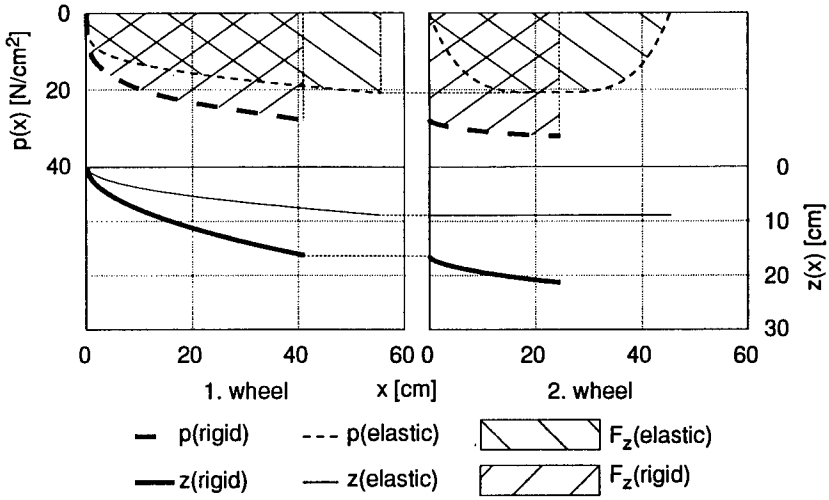 0
20
40
p(x) [N/cm²]
0
10
20
30
z(x) [cm]
0 20 40 60 0 20 40 60
1. wheel x [cm] 2. wheel
p(rigid) p(elastic) F_z(elastic)
z(rigid) z(elastic) F_z(rigid)